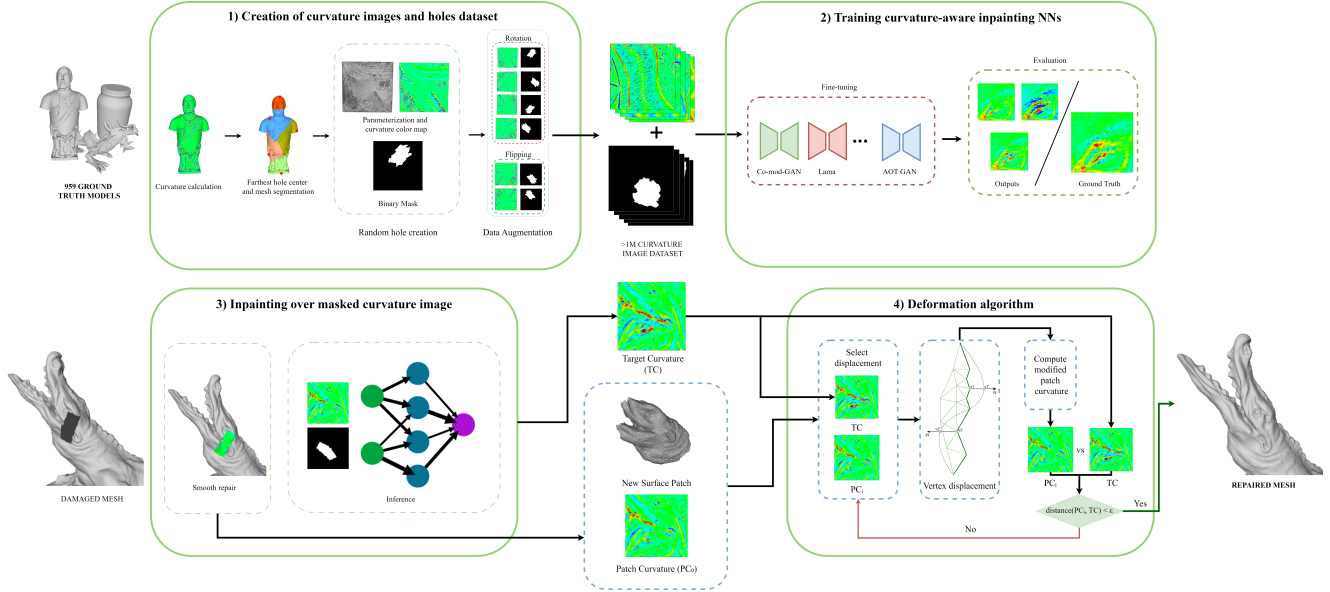 1) Creation of curvature images and holes dataset
959 GROUND
TRUTH MODELS
Curvature calculation
Farthest hole center
and mesh segmentation
Parameterization and
curvature color map
Binary Mask
Random hole creation
Rotation
Flipping
Data Augmentation
>1M CURVATURE
IMAGE DATASET
2) Training curvature-aware inpainting NNs
Fine-tuning
Co-mod-GAN
Lama
AOT GAN
Evaluation
Outputs
Ground Truth
3) Inpainting over masked curvature image
DAMAGED MESH
Smooth repair
Inference
Target Curvature
(TC)
New Surface Patch
Patch Curvature (PC₀)
4) Deformation algorithm
Select
displacement
TC
PCᵢ
Vertex displacement
Compute
modified
patch
curvature
vs
PCᵢ
TC
distance(PCᵢ, TC) < ε
Yes
No
REPAIRED MESH